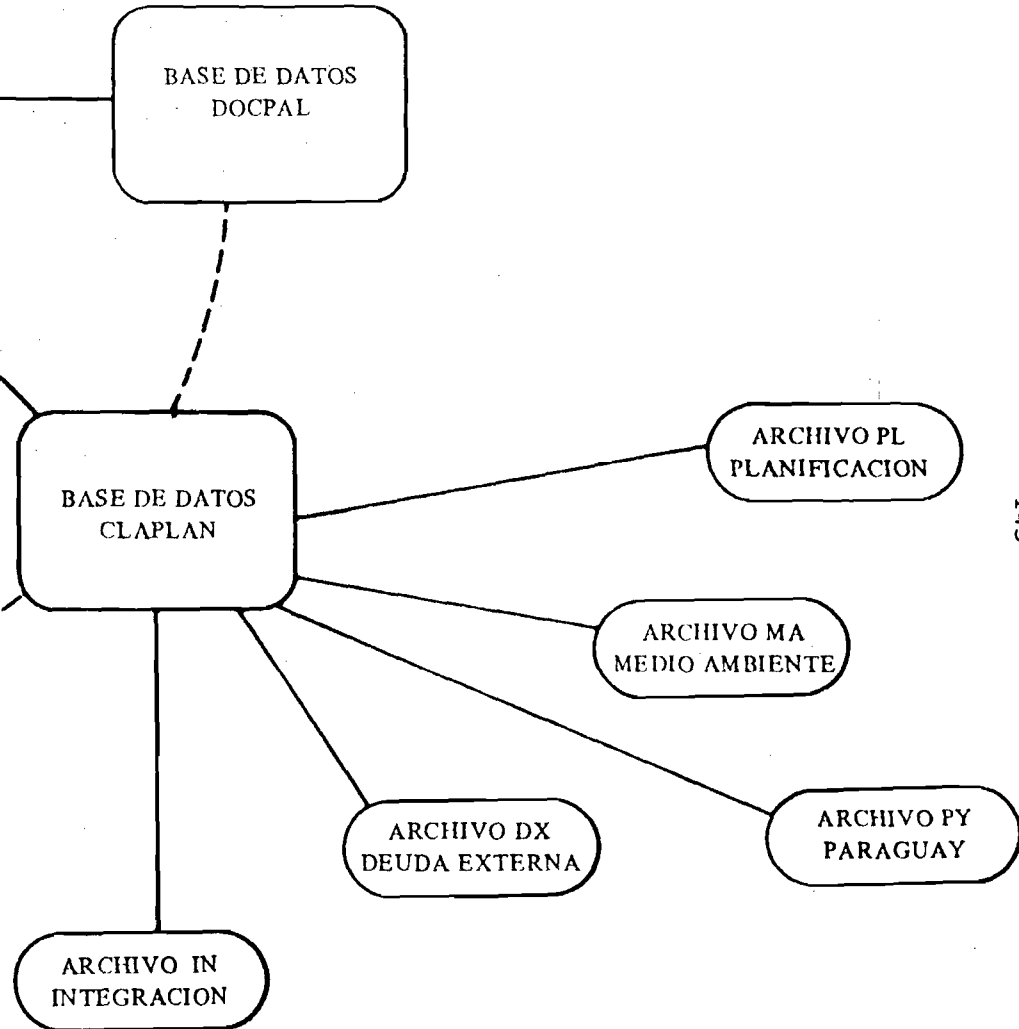 BASE DE DATOS
DOCPAL
BASE DE DATOS
CLAPLAN
ARCHIVO PL
PLANIFICACION
ARCHIVO MA
MEDIO AMBIENTE
ARCHIVO DX
DEUDA EXTERNA
ARCHIVO PY
PARAGUAY
ARCHIVO IN
INTEGRACION